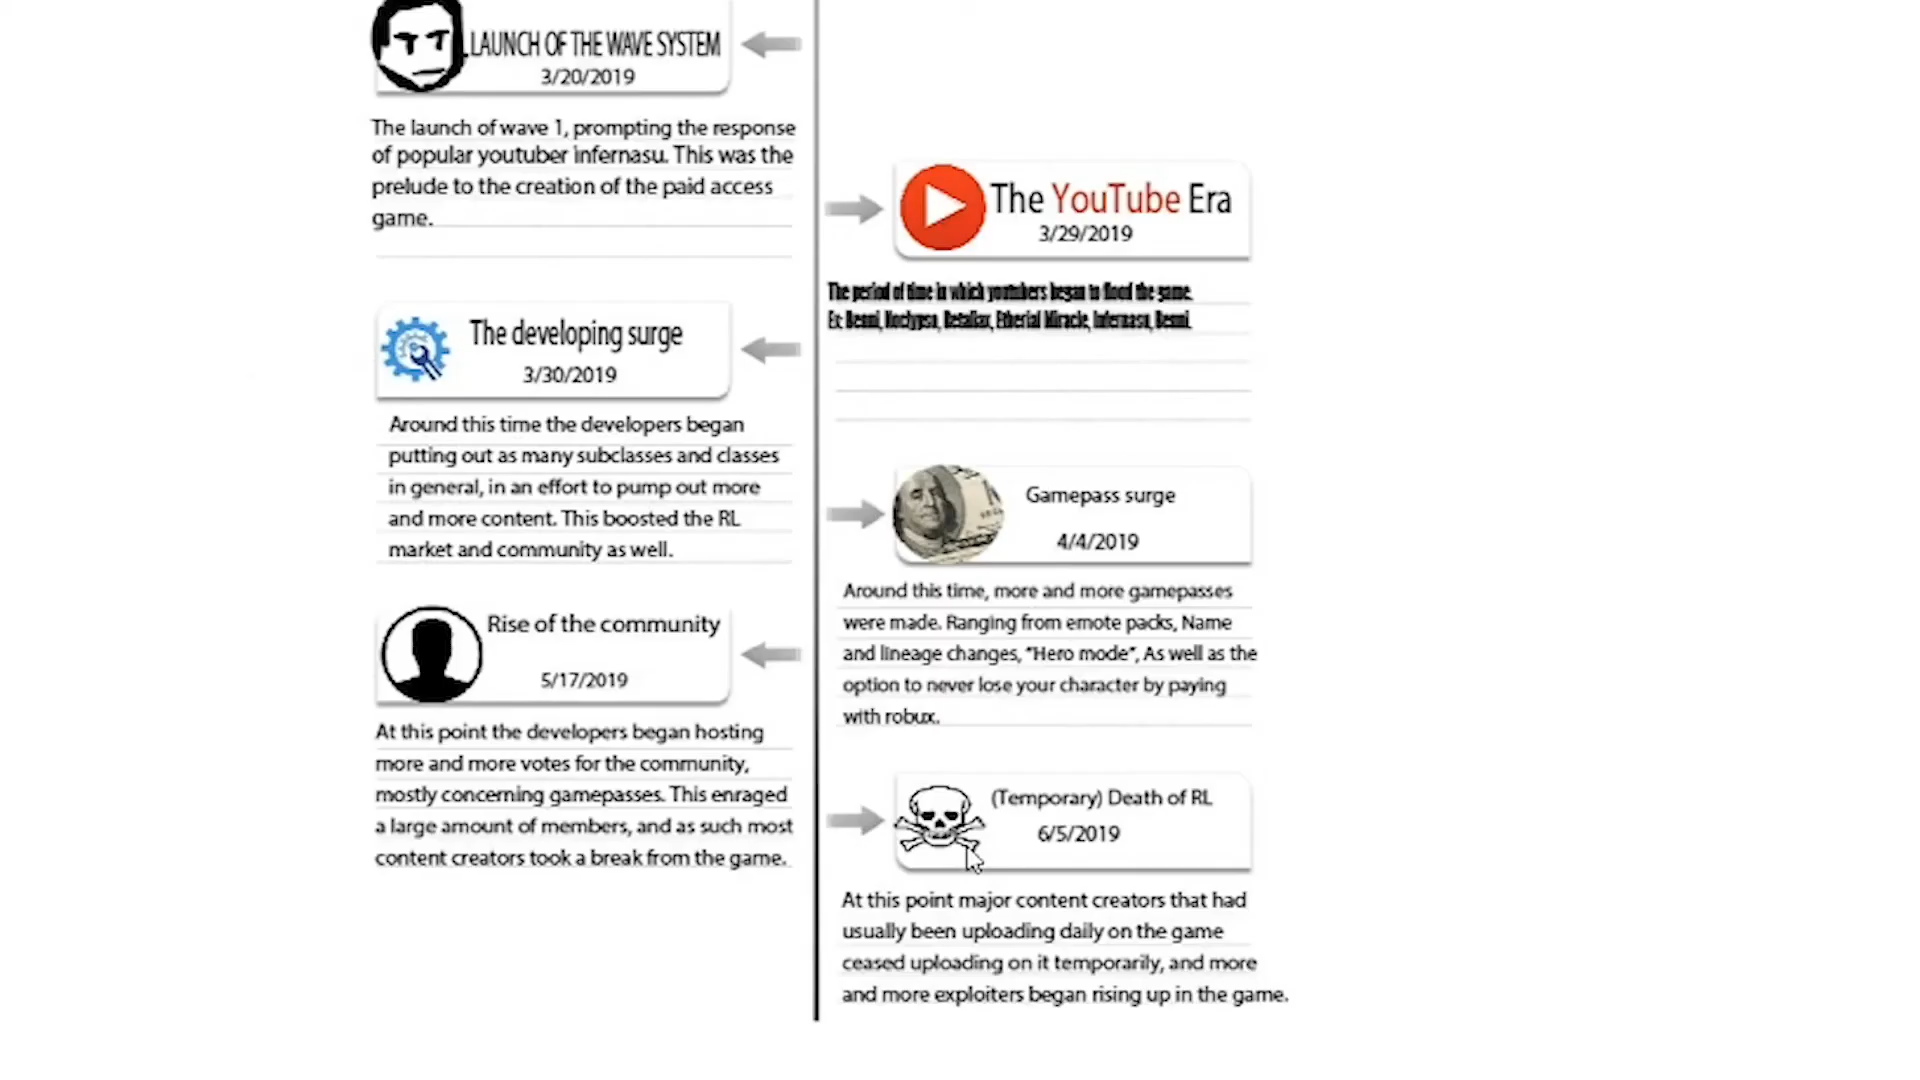 LAUNCH OF THE WAVE SYSTEM
3/20/2019
The launch of wave 1, prompting the response
of popular youtuber infernasu. This was the
prelude to the creation of the paid access
game.
The YouTube Era
3/29/2019
The period of time in which youtubers began to flood the game.
Ex: Benni, Infernasu, Benni.
The developing surge
3/30/2019
Around this time the developers began
putting out as many subclasses and classes
in general, in an effort to pump out more
and more content. This boosted the RL
market and community as well.
Gamepass surge
4/4/2019
Around this time, more and more gamepasses
were made. Ranging from emote packs, Name
and lineage changes, "Hero mode", As well as the
option to never lose your character by paying
with robux.
Rise of the community
5/17/2019
At this point the developers began hosting
more and more votes for the community,
mostly concerning gamepasses. This enraged
a large amount of members, and as such most
content creators took a break from the game.
(Temporary) Death of RL
6/5/2019
At this point major content creators that had
usually been uploading daily on the game
ceased uploading on it temporarily, and more
and more exploiters began rising up in the game.